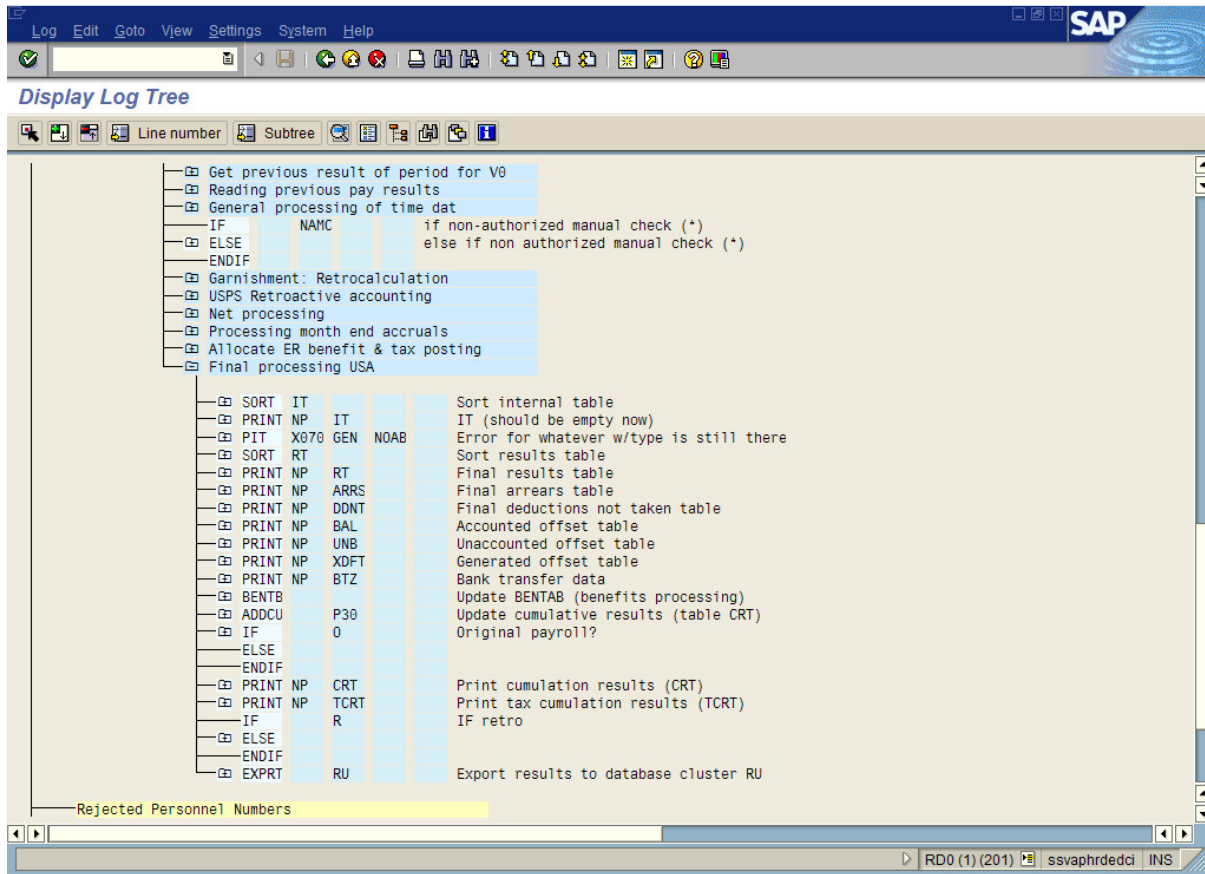 Log Edit Goto View Settings System Help
SAP
Display Log Tree
Line number Subtree
Get previous result of period for V0
Reading previous pay results
General processing of time dat
IF NAMC if non-authorized manual check (*)
ELSE else if non authorized manual check (*)
ENDIF
Garnishment: Retrocalculation
USPS Retroactive accounting
Net processing
Processing month end accruals
Allocate ER benefit & tax posting
Final processing USA
SORT IT Sort internal table
PRINT NP IT IT (should be empty now)
PIT X070 GEN NOAB Error for whatever w/type is still there
SORT RT Sort results table
PRINT NP RT Final results table
PRINT NP ARRS Final arrears table
PRINT NP DDNT Final deductions not taken table
PRINT NP BAL Accounted offset table
PRINT NP UNB Unaccounted offset table
PRINT NP XDFT Generated offset table
PRINT NP BTZ Bank transfer data
BENTB Update BENTAB (benefits processing)
ADDCU P30 Update cumulative results (table CRT)
IF O Original payroll?
ELSE
ENDIF
PRINT NP CRT Print cumulation results (CRT)
PRINT NP TCRT Print tax cumulation results (TCRT)
IF R IF retro
ELSE
ENDIF
EXPRT RU Export results to database cluster RU
Rejected Personnel Numbers
RD0 (1) (201) ssvaphrdedci INS